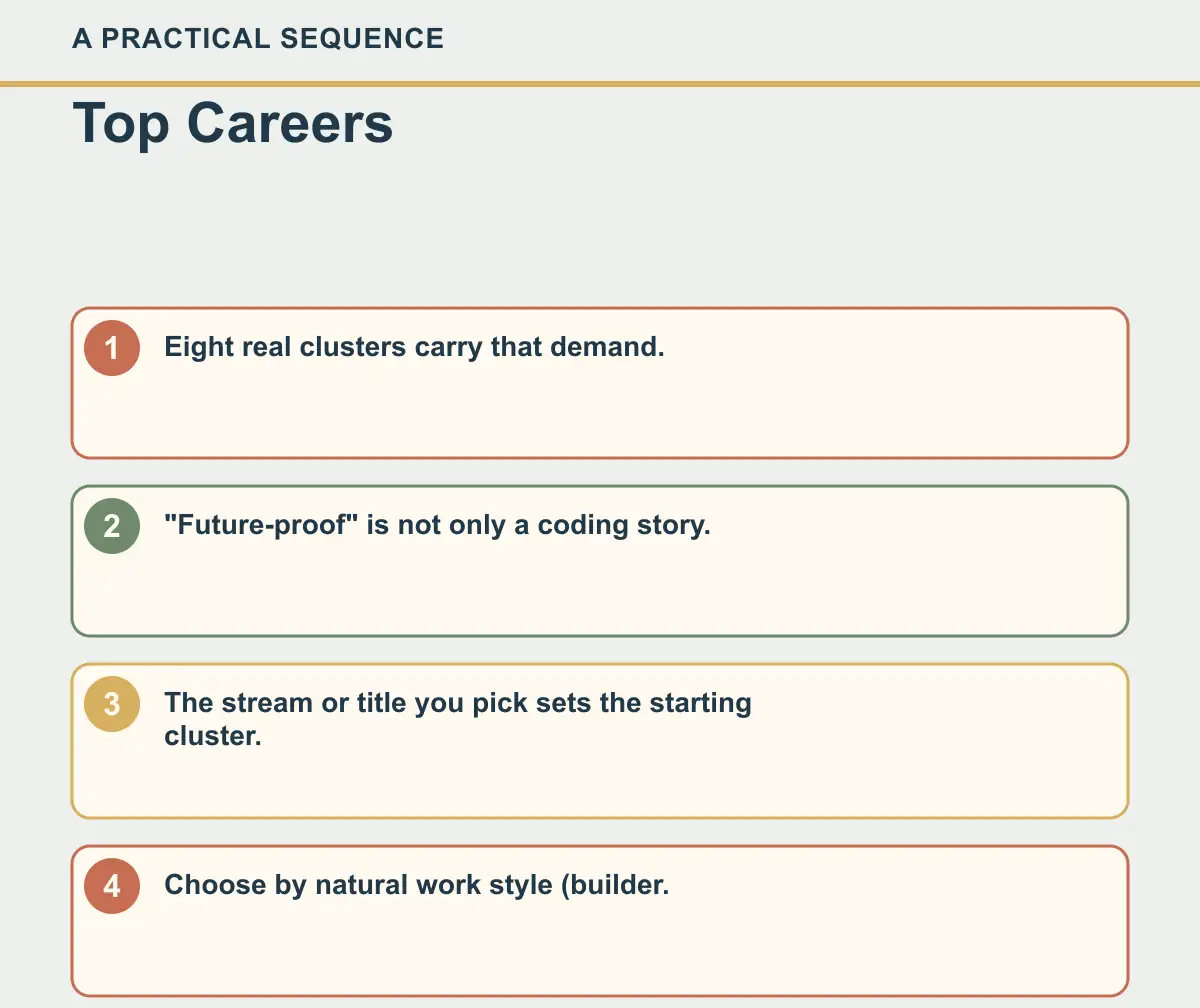 A PRACTICAL SEQUENCE
Top Careers
1
Eight real clusters carry that demand.
2
"Future-proof" is not only a coding story.
3
The stream or title you pick sets the starting
cluster.
4
Choose by natural work style (builder.